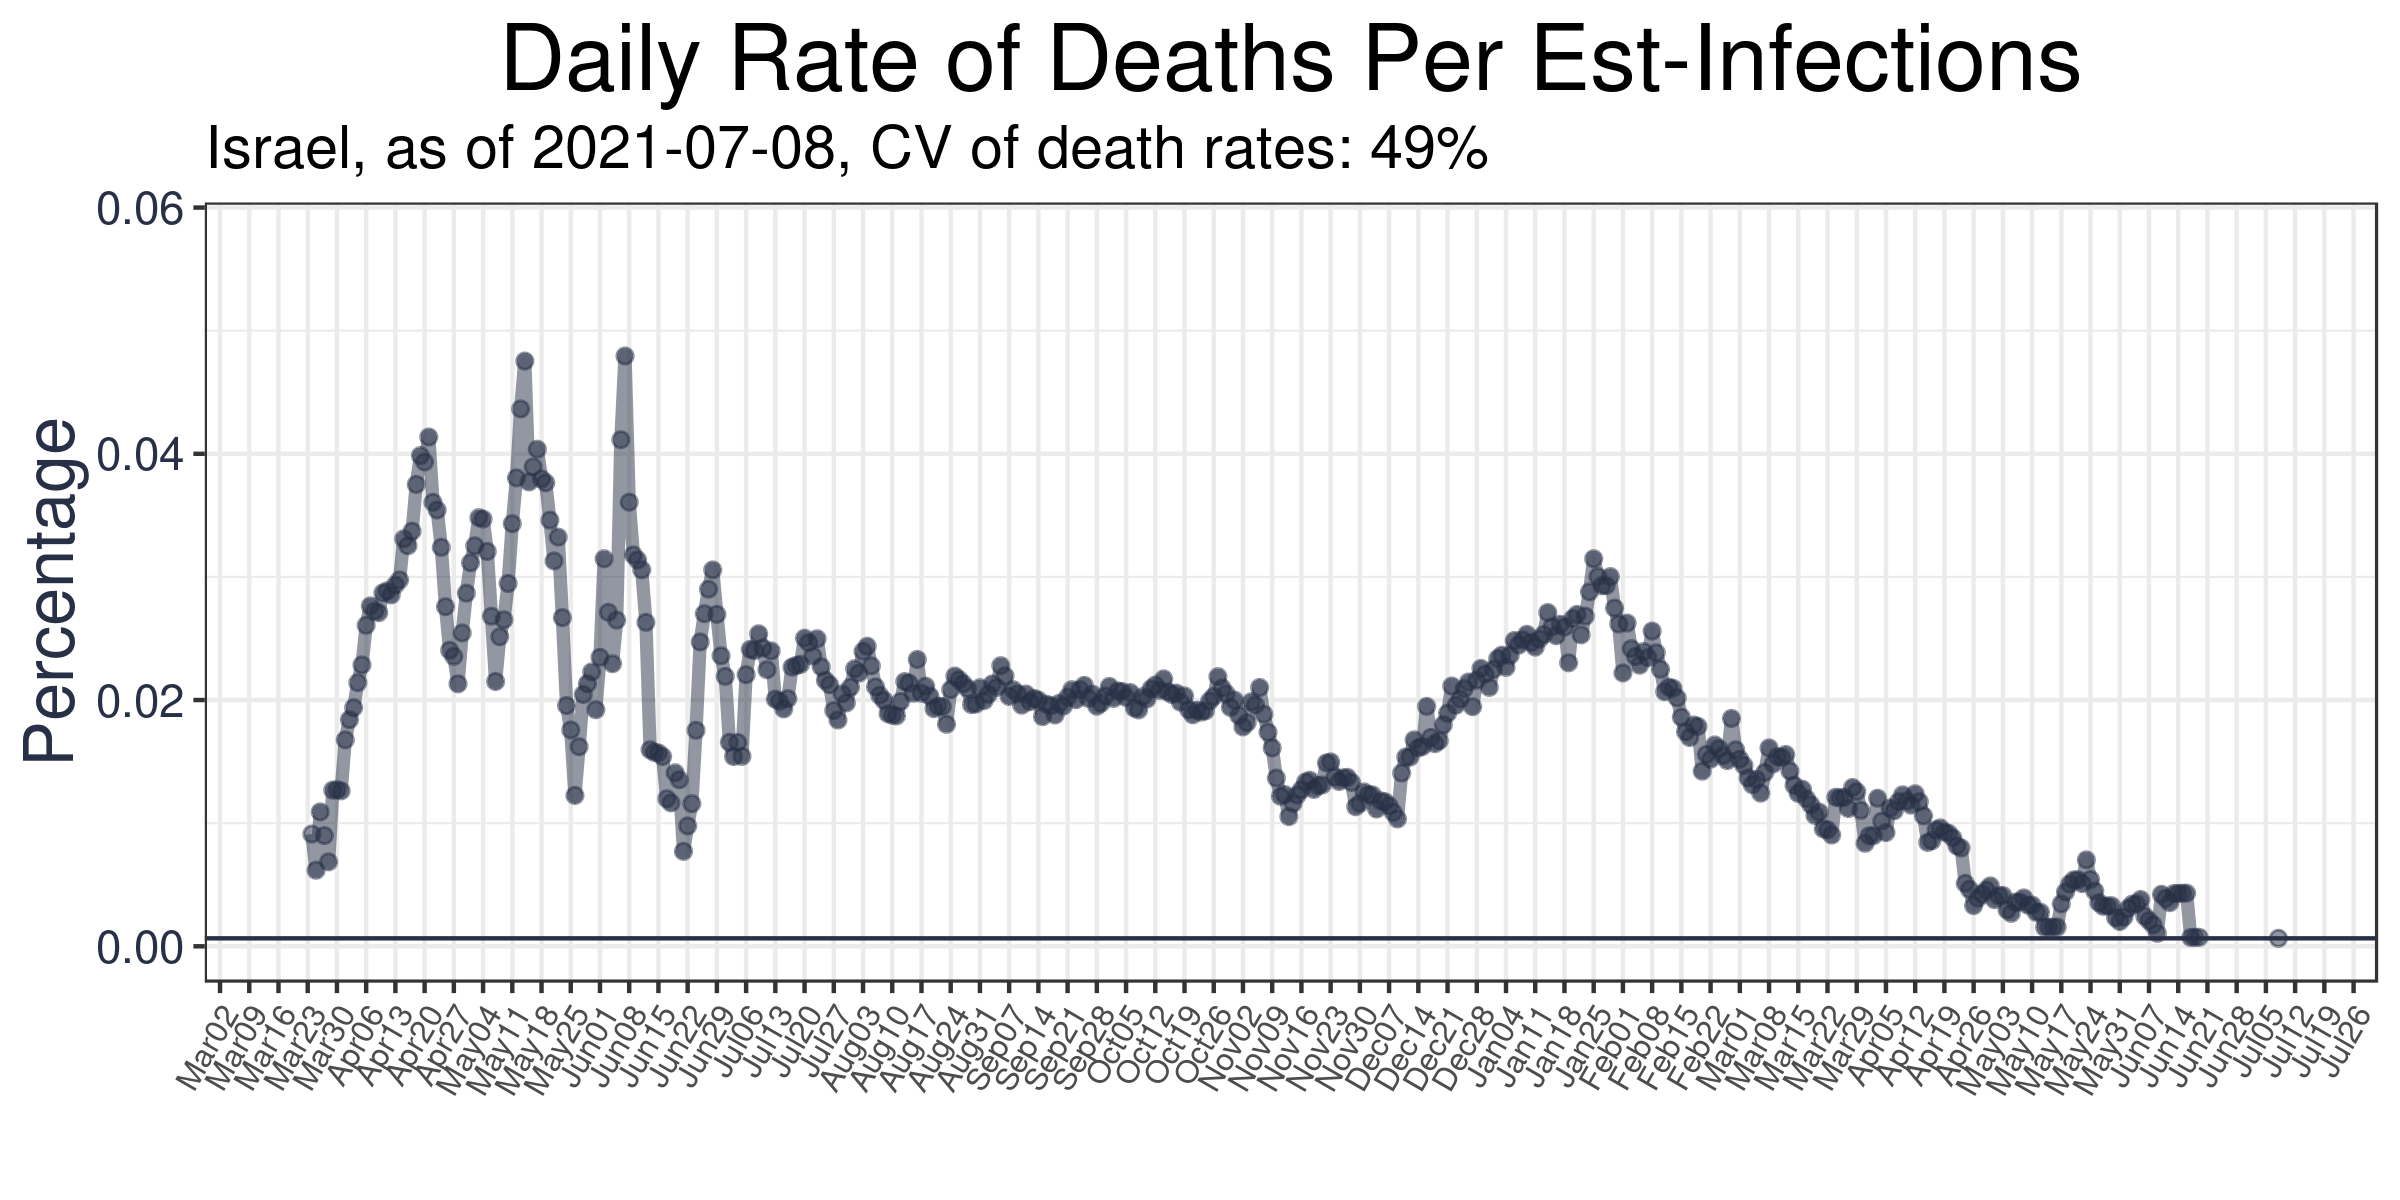 Daily Rate of Deaths Per Est-Infections
Israel, as of 2021-07-08, CV of death rates: 49%
Percentage
0.06
0.04
0.02
0.00
Mar02
Mar09
Mar16
Mar23
Mar30
Apr06
Apr13
Apr20
Apr27
May04
May11
May18
May25
Jun01
Jun08
Jun15
Jun22
Jun29
Jul06
Jul13
Jul20
Jul27
Aug03
Aug10
Aug17
Aug24
Aug31
Sep07
Sep14
Sep21
Sep28
Oct05
Oct12
Oct19
Oct26
Nov02
Nov09
Nov16
Nov23
Nov30
Dec07
Dec14
Dec21
Dec28
Jan04
Jan11
Jan18
Jan25
Feb01
Feb08
Feb15
Feb22
Mar01
Mar08
Mar15
Mar22
Mar29
Apr05
Apr12
Apr19
Apr26
May03
May10
May17
May24
May31
Jun07
Jun14
Jun21
Jun28
Jul05
Jul12
Jul19
Jul26